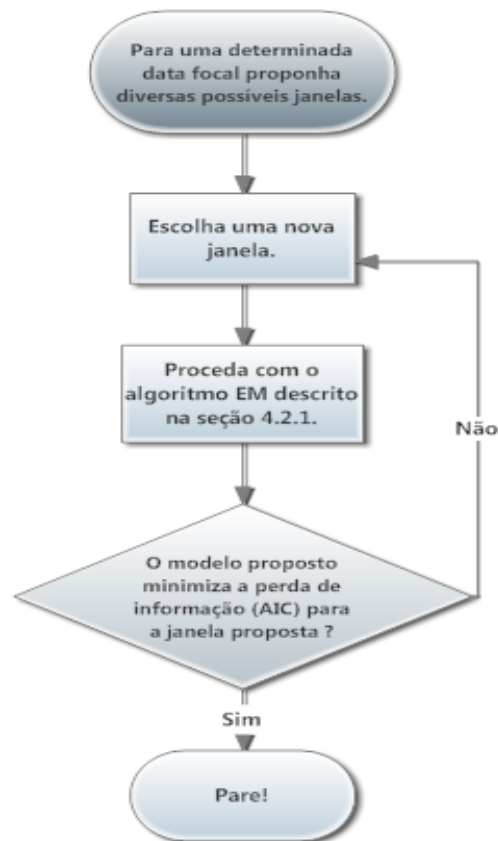 Para uma determinada
data focal proponha
diversas possíveis janelas.
Escolha uma nova
janela.
Proceda com o
algoritmo EM descrito
na seção 4.2.1.
Não
O modelo proposto
minimiza a perda de
informação (AIC) para
a janela proposta ?
Sim
Pare!